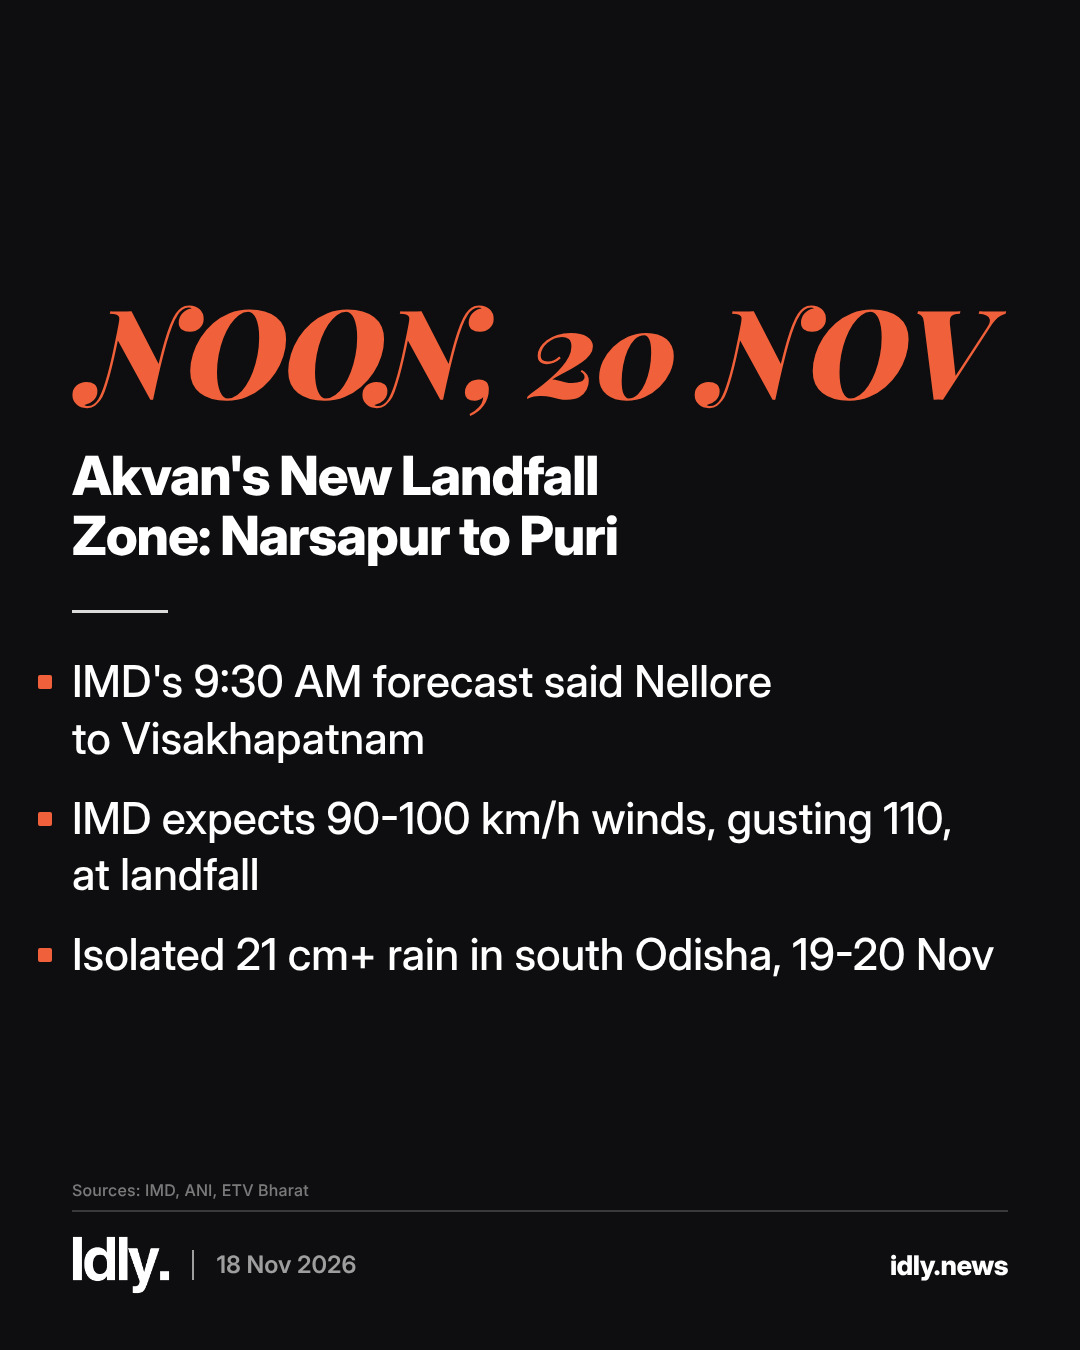 NOON, 20 NOV
Akvan's New Landfall
Zone: Narsapur to Puri
IMD's 9:30 AM forecast said Nellore
to Visakhapatnam
IMD expects 90-100 km/h winds, gusting 110,
at landfall
Isolated 21 cm+ rain in south Odisha, 19-20 Nov
Sources: IMD, ANI, ETV Bharat
Idly. | 18 Nov 2026
idly.news